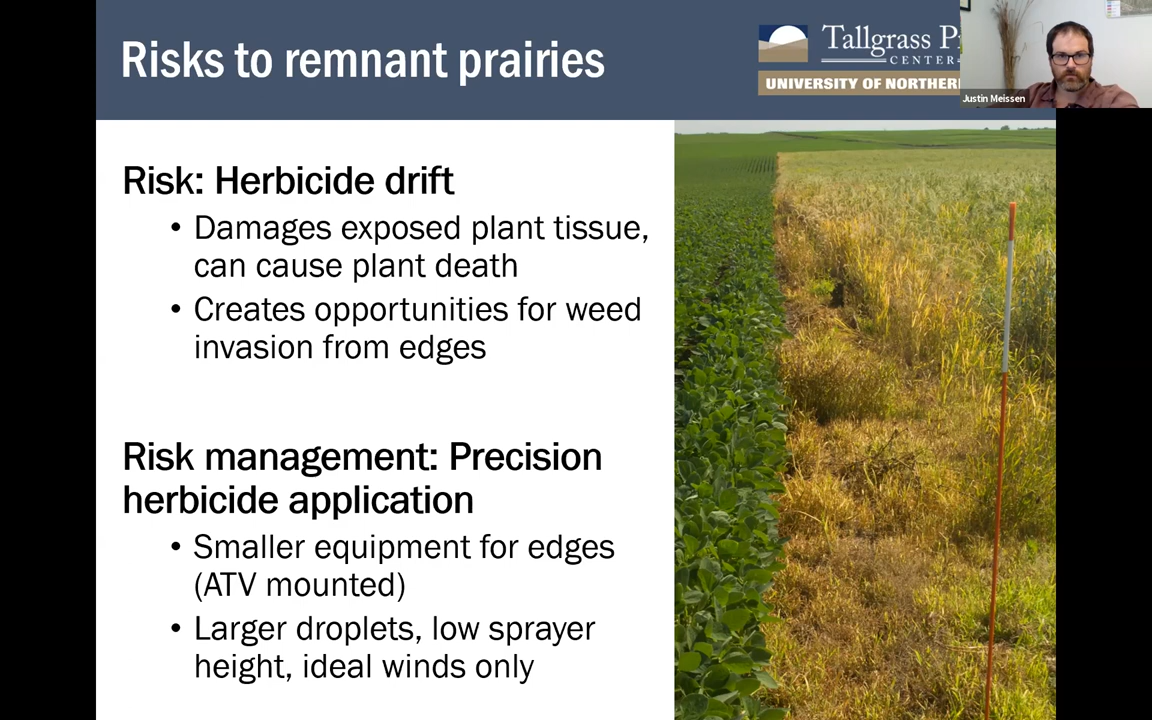 Risks to remnant prairies
Tallgrass
CENTER
UNIVERSITY OF NORTHERN
Justin Meissen
Risk: Herbicide drift
• Damages exposed plant tissue,
can cause plant death
• Creates opportunities for weed
invasion from edges
Risk management: Precision
herbicide application
• Smaller equipment for edges
(ATV mounted)
• Larger droplets, low sprayer
height, ideal winds only